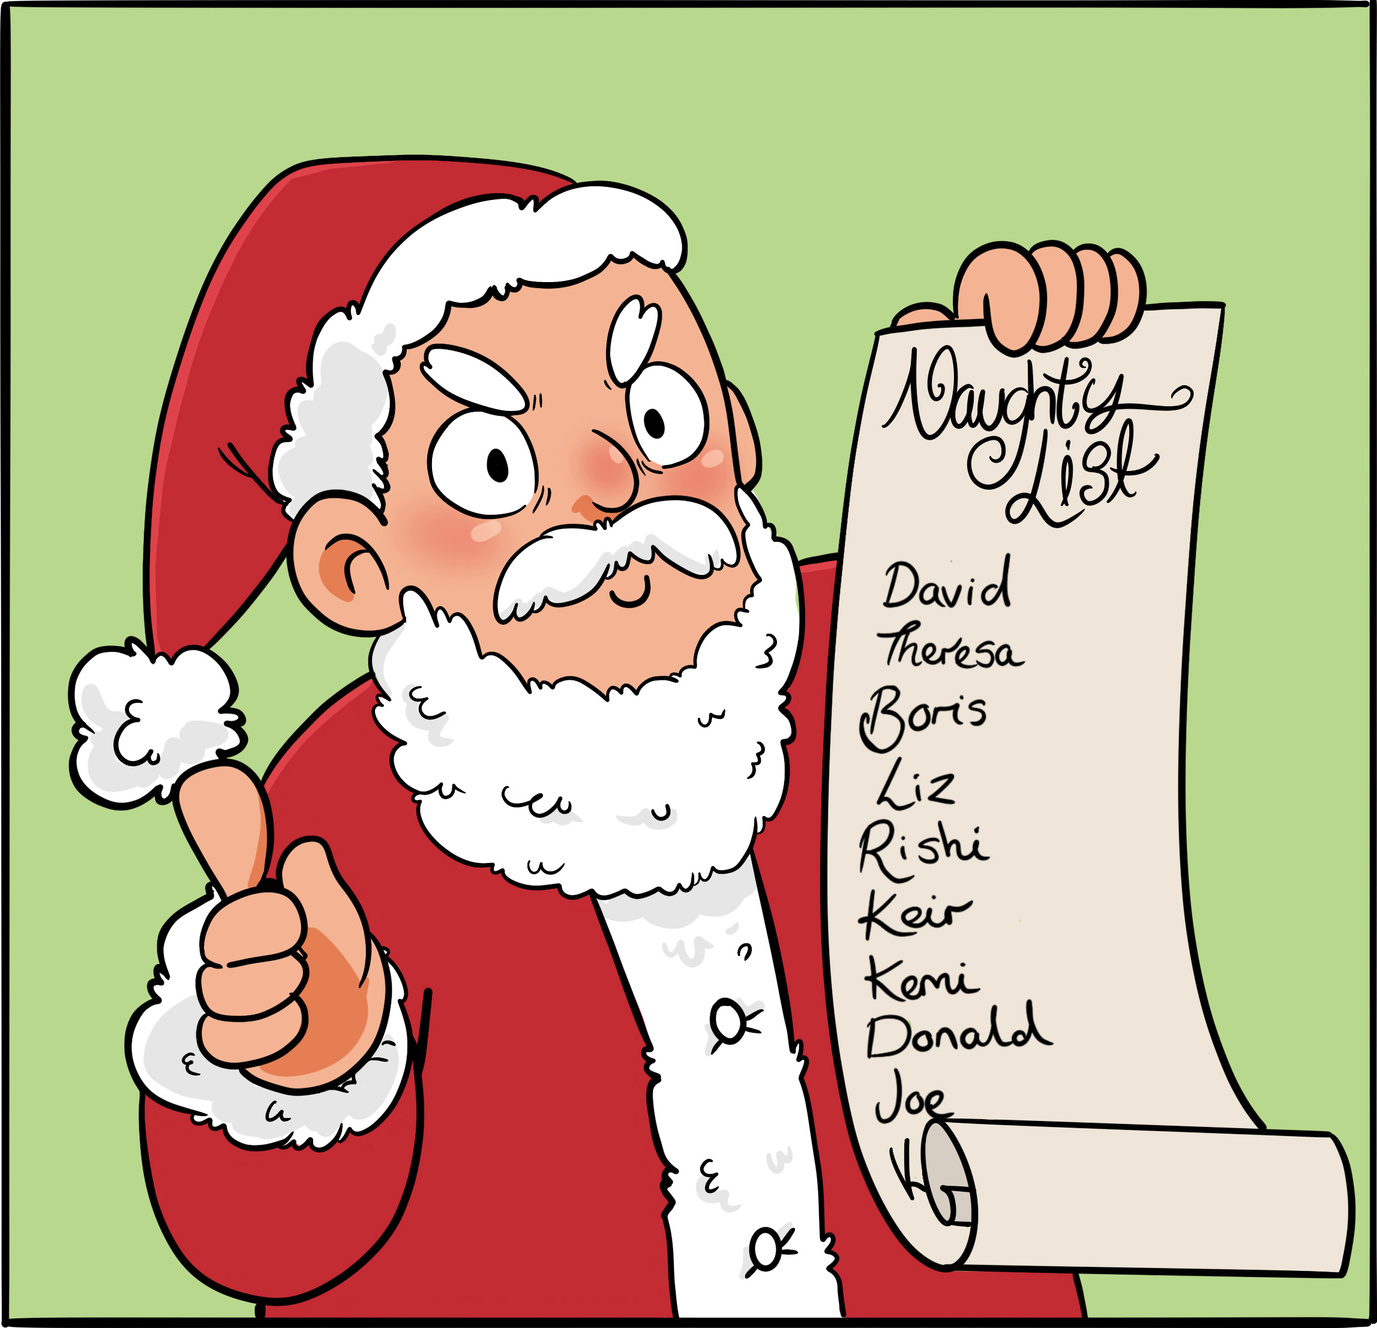 Naughty
List
David
Theresa
Boris
Liz
Rishi
Keir
Kemi
Donald
Joe